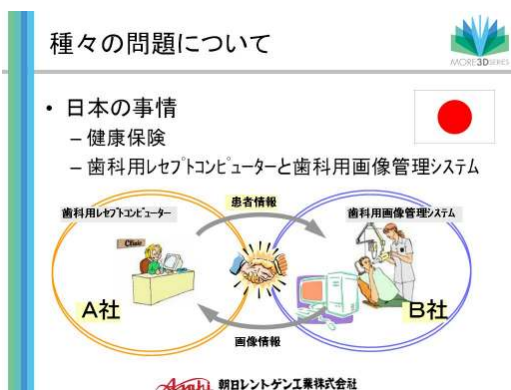 種々の問題について
MORE3DSERIES
• 日本の事情
– 健康保険
– 歯科用レセプトコンピューターと歯科用画像管理システム
患者情報
歯科用レセプトコンピューター
歯科用画像管理システム
Clinic
A社
B社
画像情報
Asahi 朝日レントゲン工業株式会社